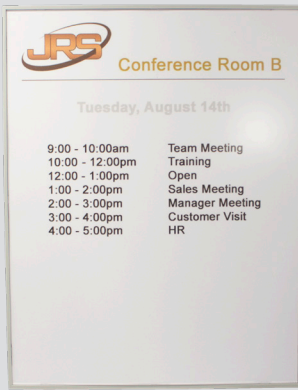 JRS
Conference Room B
Tuesday, August 14th
9:00 - 10:00am Team Meeting
10:00 - 12:00pm Training
12:00 - 1:00pm Open
1:00 - 2:00pm Sales Meeting
2:00 - 3:00pm Manager Meeting
3:00 - 4:00pm Customer Visit
4:00 - 5:00pm HR